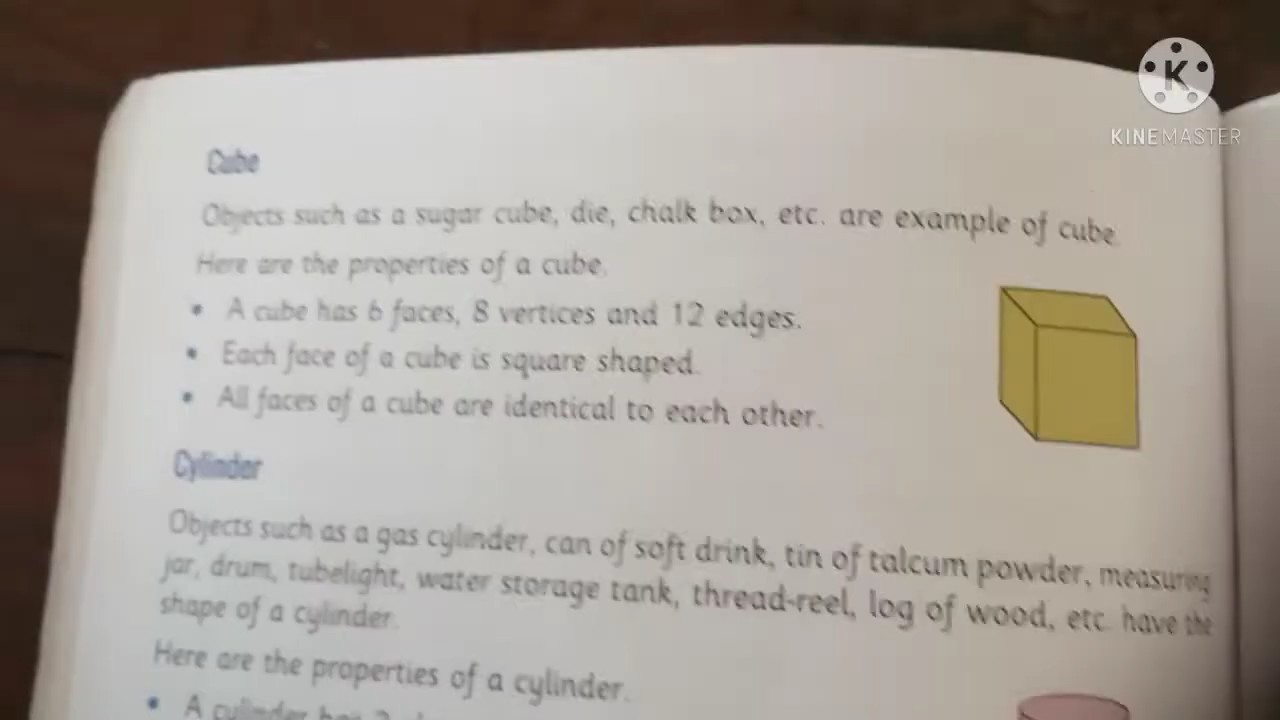 KINEMASTER
Cube
Objects such as a sugar cube, die, chalk box, etc. are example of cube.
Here are the properties of a cube.
• A cube has 6 faces, 8 vertices and 12 edges.
• Each face of a cube is square shaped.
• All faces of a cube are identical to each other.
Cylinder
Objects such as a gas cylinder, can of soft drink, tin of talcum powder, measuring
jar, drum, tubelight, water storage tank, thread-reel, log of wood, etc. have the
shape of a cylinder.
Here are the properties of a cylinder.
• A cylinder has